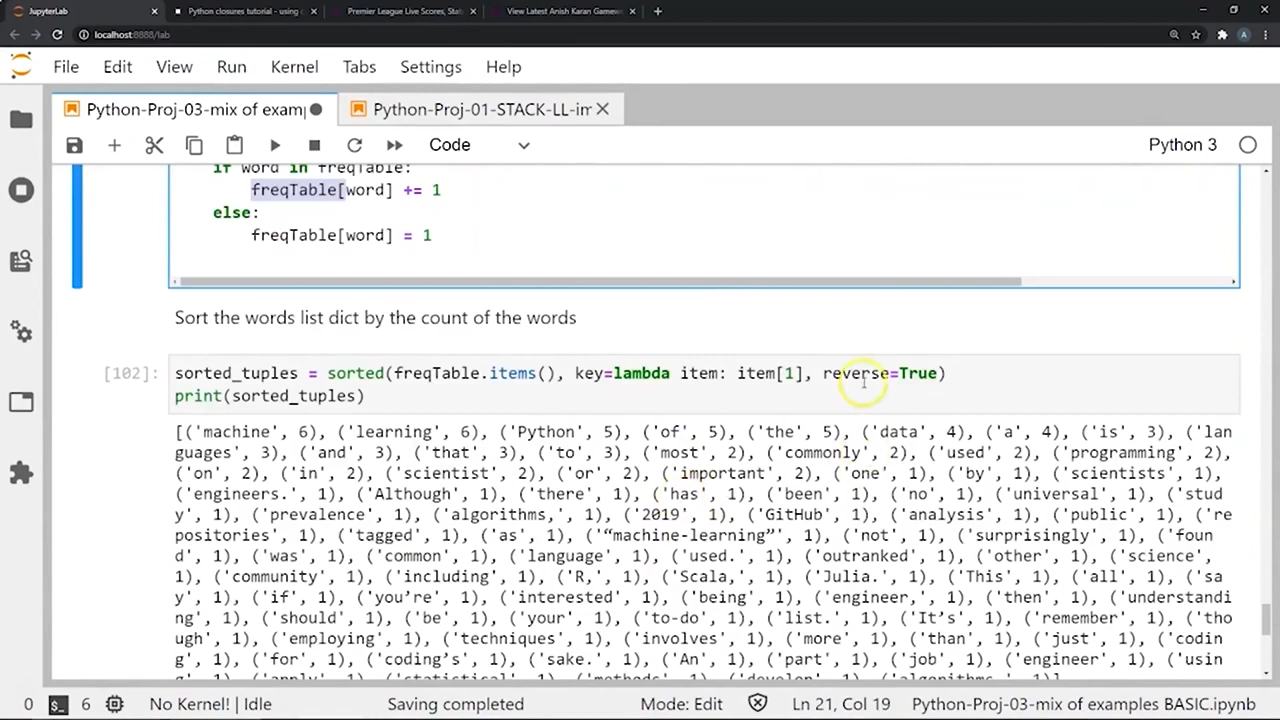 JupyterLab
Python closures tutorial - using c
Premier League Live Scores, Stat
View Latest Anish Karan Gamew
localhost:8888/lab
A
File Edit View Run Kernel Tabs Settings Help
Python-Proj-03-mix of exam
Python-Proj-01-STACK-LL-im
Code
Python 3
if word in freqTable:
freqTable[word] += 1
else:
freqTable[word] = 1
Sort the words list dict by the count of the words
[102]:
sorted_tuples = sorted(freqTable.items(), key=lambda item: item[1], reverse=True)
print(sorted_tuples)
[('machine', 6), ('learning', 6), ('Python', 5), ('of', 5), ('the', 5), ('data', 4), ('a', 4), ('is', 3), ('lan
guages', 3), ('and', 3), ('that', 3), ('to', 3), ('most', 2), ('commonly', 2), ('used', 2), ('programming', 2),
('on', 2), ('in', 2), ('scientist', 2), ('or', 2), ('important', 2), ('one', 1), ('by', 1), ('scientists', 1),
('engineers.', 1), ('Although', 1), ('there', 1), ('has', 1), ('been', 1), ('no', 1), ('universal', 1), ('stud
y', 1), ('prevalence', 1), ('algorithms,', 1), ('2019', 1), ('GitHub', 1), ('analysis', 1), ('public', 1), ('re
positories', 1), ('tagged', 1), ('as', 1), ('“machine-learning”', 1), ('not', 1), ('surprisingly', 1), ('foun
d', 1), ('was', 1), ('common', 1), ('language', 1), ('used.', 1), ('outranked', 1), ('other', 1), ('science',
1), ('community', 1), ('including', 1), ('R,', 1), ('Scala,', 1), ('Julia.', 1), ('This', 1), ('all', 1), ('sa
y', 1), ('if', 1), ('you’re', 1), ('interested', 1), ('being', 1), ('engineer,', 1), ('then', 1), ('understandi
ng', 1), ('should', 1), ('be', 1), ('your', 1), ('to-do', 1), ('list.', 1), ('It’s', 1), ('remember', 1), ('tho
ugh', 1), ('employing', 1), ('techniques', 1), ('involves', 1), ('more', 1), ('than', 1), ('just', 1), ('codin
g', 1), ('for', 1), ('coding’s', 1), ('sake.', 1), ('An', 1), ('part', 1), ('job', 1), ('engineer', 1), ('usin
g', 1), ('apply', 1), ('statistical', 1), ('methods', 1), ('develop', 1), ('algorithms.', 1)]
0
6
No Kernel! | Idle
Saving completed
Mode: Edit
Ln 21, Col 19
Python-Proj-03-mix of examples BASIC.ipynb